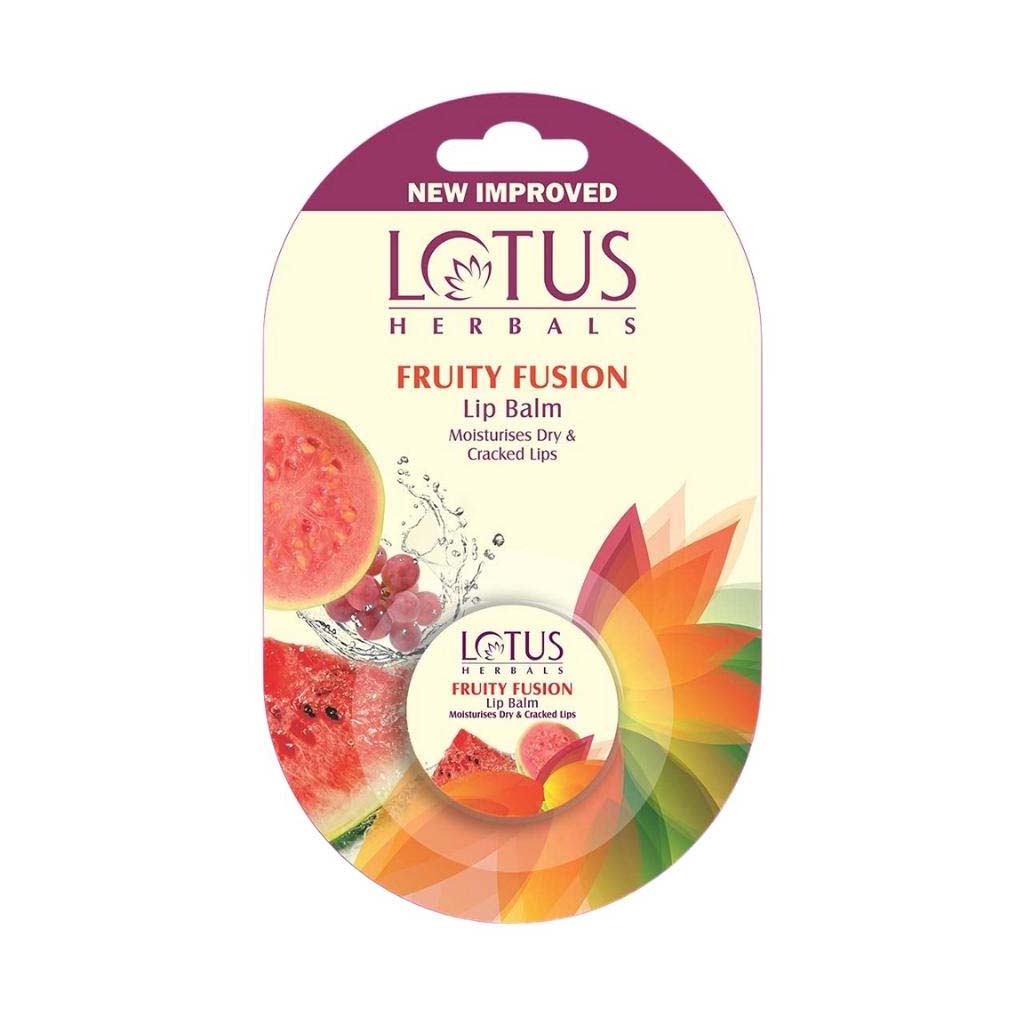 NEW IMPROVED
LOTUS
HERBALS
FRUITY FUSION
Lip Balm
Moisturises Dry &
Cracked Lips
LOTUS
HERBALS
FRUITY FUSION
Lip Balm
Moisturises Dry & Cracked Lips